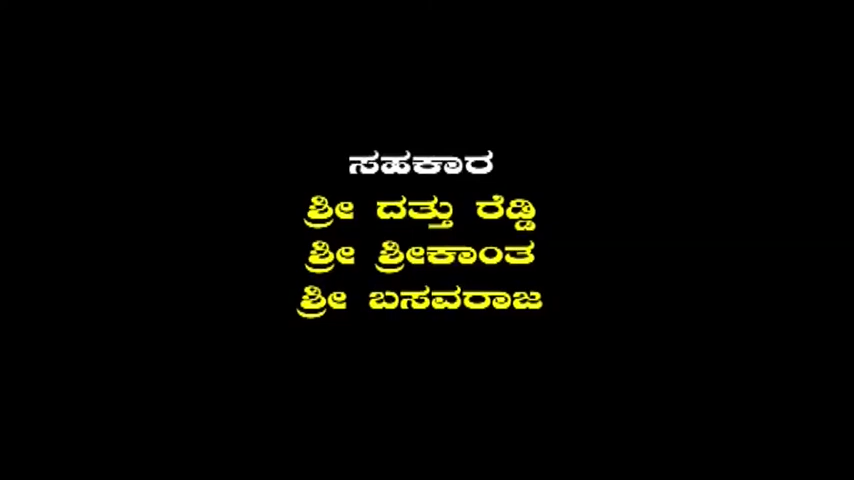 ಸಹಕಾರ
ಶ್ರೀ ದತ್ತು ರೆಡ್ಡಿ
ಶ್ರೀ ಶ್ರೀಕಾಂತ
ಶ್ರೀ ಬಸವರಾಜ